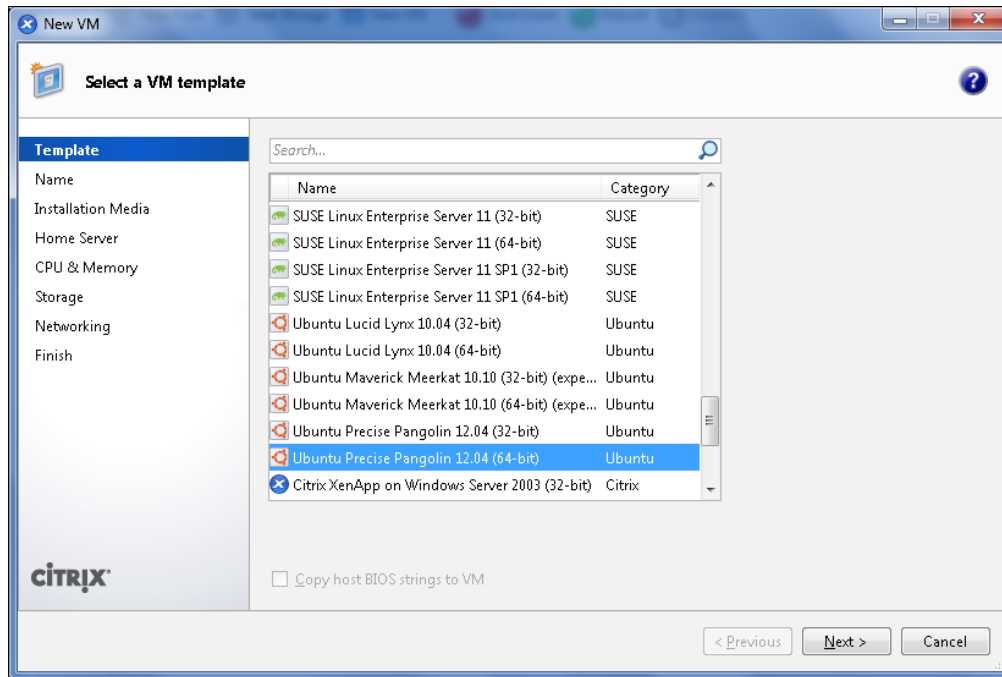 New VM
Select a VM template
Template
Name
Installation Media
Home Server
CPU & Memory
Storage
Networking
Finish
Search...
Name Category
SUSE Linux Enterprise Server 11 (32-bit) SUSE
SUSE Linux Enterprise Server 11 (64-bit) SUSE
SUSE Linux Enterprise Server 11 SP1 (32-bit) SUSE
SUSE Linux Enterprise Server 11 SP1 (64-bit) SUSE
Ubuntu Lucid Lynx 10.04 (32-bit) Ubuntu
Ubuntu Lucid Lynx 10.04 (64-bit) Ubuntu
Ubuntu Maverick Meerkat 10.10 (32-bit) (expe... Ubuntu
Ubuntu Maverick Meerkat 10.10 (64-bit) (expe... Ubuntu
Ubuntu Precise Pangolin 12.04 (32-bit) Ubuntu
Ubuntu Precise Pangolin 12.04 (64-bit) Ubuntu
Citrix XenApp on Windows Server 2003 (32-bit) Citrix
CITRIX
Copy host BIOS strings to VM
< Previous Next > Cancel